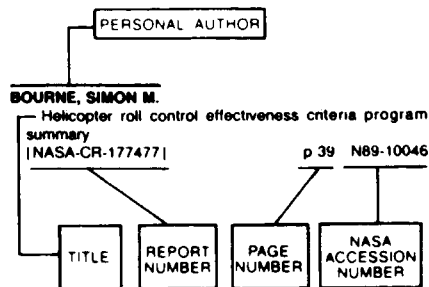 PERSONAL AUTHOR
BOURNE, SIMON M.
Helicopter roll control effectiveness criteria program
summary
|NASA-CR-177477| p 39 N89-10046
TITLE
REPORT
NUMBER
PAGE
NUMBER
NASA
ACCESSION
NUMBER